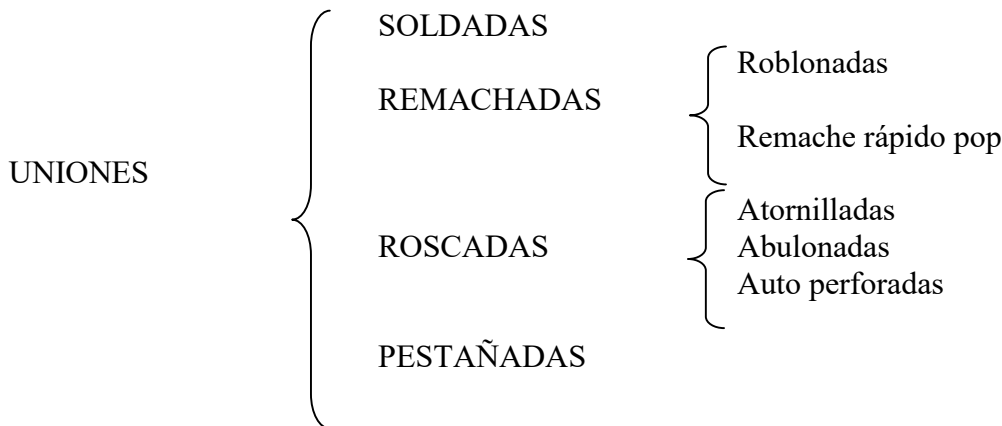 SOLDADAS
Roblonadas
REMACHADAS
Remache rápido pop
UNIONES
Atornilladas
ROSCADAS
Abulonadas
Auto perforadas
PESTAÑADAS